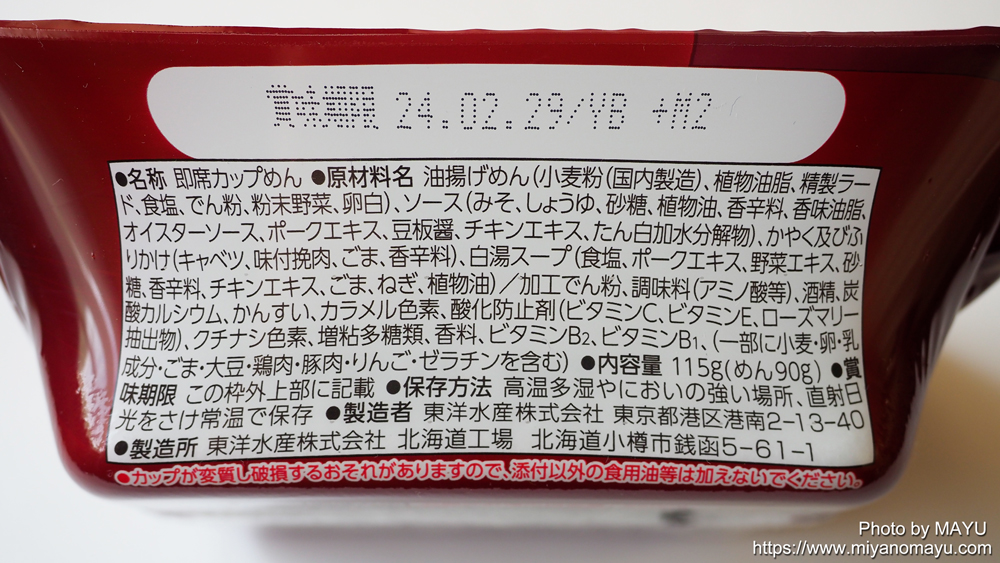 賞味期限 24.02.29/YB +M2
●名称 即席カップめん ●原材料名 油揚げめん(小麦粉(国内製造)、植物油脂、精製ラー
ド、食塩、でん粉、粉末野菜、卵白)、ソース(みそ、しょうゆ、砂糖、植物油、香辛料、香味油脂、
オイスターソース、ポークエキス、豆板醤、チキンエキス、たん白加水分解物)、かやく及びふ
りかけ(キャベツ、味付挽肉、ごま、香辛料)、白湯スープ(食塩、ポークエキス、野菜エキス、砂
糖、香辛料、チキンエキス、ごま、ねぎ、植物油)/加工でん粉、調味料(アミノ酸等)、酒精、炭
酸カルシウム、かんすい、カラメル色素、酸化防止剤(ビタミンC、ビタミンE、ローズマリー
抽出物)、クチナシ色素、増粘多糖類、香料、ビタミンB2、ビタミンB1、(一部に小麦・卵・乳
成分・ごま・大豆・鶏肉・豚肉・りんご・ゼラチンを含む) ●内容量 115g(めん90g) ●賞
味期限 この枠外上部に記載 ●保存方法 高温多湿やにおいの強い場所、直射日
光をさけ常温で保存 ●製造者 東洋水産株式会社 東京都港区港南2-13-40
●製造所 東洋水産株式会社 北海道工場 北海道小樽市銭函5-61-1
●カップが変質し破損するおそれがありますので、添付以外の食用油等は加えないでください。
Photo by MAYU
https://www.miyanomayu.com